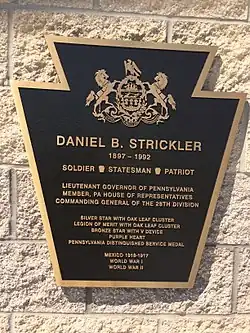 DANIEL B. STRICKLER
1897 - 1992
SOLDIER STATESMAN PATRIOT
LIEUTENANT GOVERNOR OF PENNSYLVANIA
MEMBER, PA HOUSE OF REPRESENTATIVES
COMMANDING GENERAL OF THE 28TH DIVISION
SILVER STAR WITH OAK LEAF CLUSTER
LEGION OF MERIT WITH OAK LEAF CLUSTER
BRONZE STAR WITH V DEVICE
PURPLE HEART
PENNSYLVANIA DISTINGUISHED SERVICE MEDAL
MEXICO 1916-1917
WORLD WAR I
WORLD WAR II